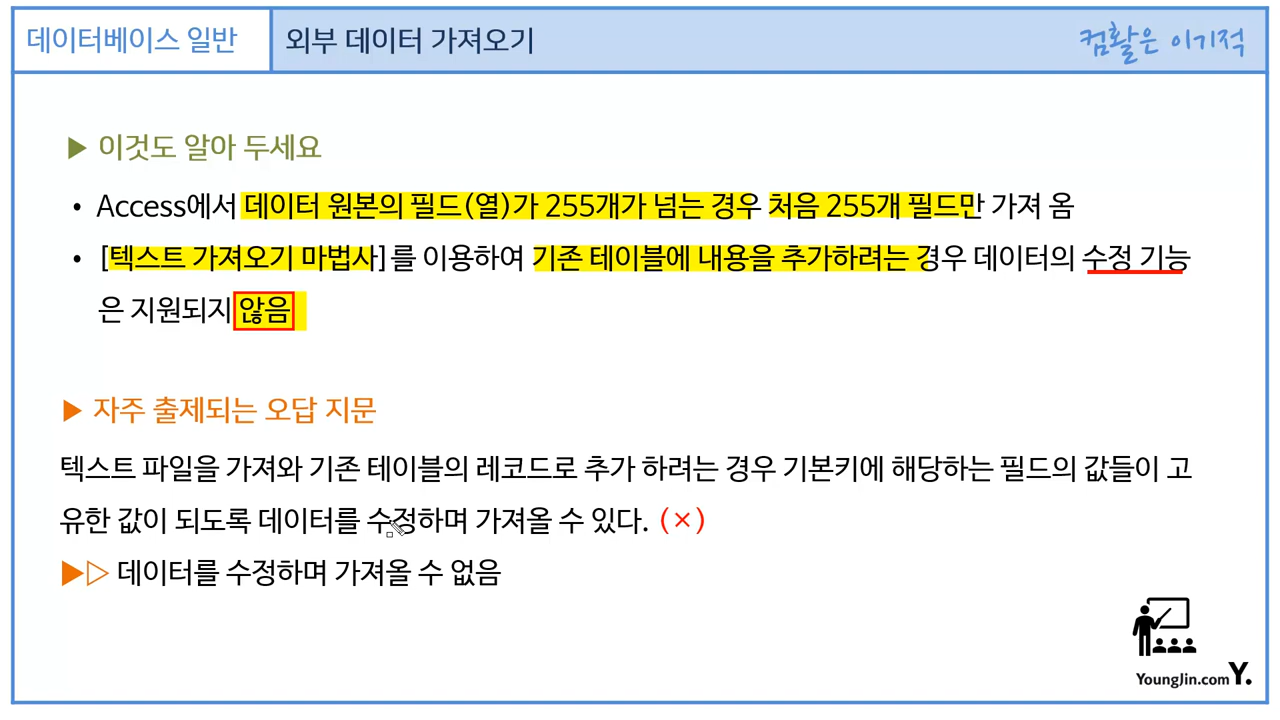 데이터베이스 일반
외부 데이터 가져오기
컴활은 이기적
▶ 이것도 알아 두세요
• Access에서 데이터 원본의 필드(열)가 255개가 넘는 경우 처음 255개 필드만 가져 옴
• [텍스트 가져오기 마법사]를 이용하여 기존 테이블에 내용을 추가하려는 경우 데이터의 수정 기능
은 지원되지 않음
▶ 자주 출제되는 오답 지문
텍스트 파일을 가져와 기존 테이블의 레코드로 추가 하려는 경우 기본키에 해당하는 필드의 값들이 고
유한 값이 되도록 데이터를 수정하며 가져올 수 있다. (×)
▶▷ 데이터를 수정하며 가져올 수 없음
YoungJin.com Y.